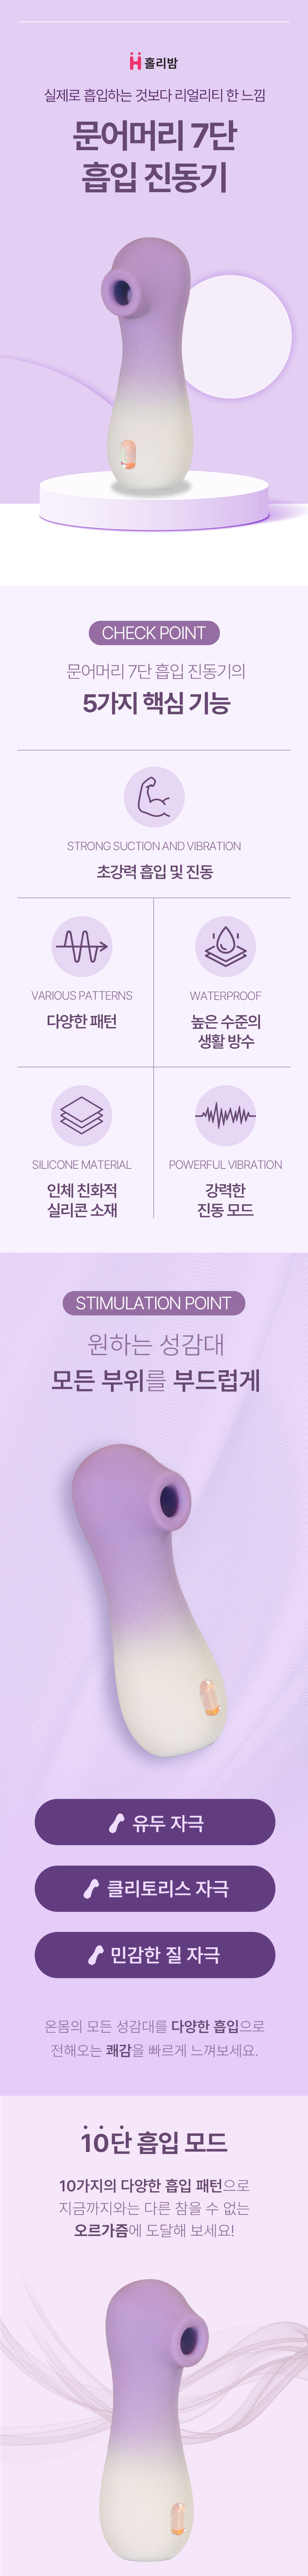 홀리밤
실제로 흡입하는 것보다 리얼리티 한 느낌
문어머리 7단
흡입 진동기
CHECK POINT
문어머리 7단 흡입 진동기의
5가지 핵심 기능
STRONG SUCTION AND VIBRATION
초강력 흡입 및 진동
VARIOUS PATTERNS
다양한 패턴
WATERPROOF
높은 수준의
생활 방수
SILICONE MATERIAL
인체 친화적
실리콘 소재
POWERFUL VIBRATION
강력한
진동 모드
STIMULATION POINT
원하는 성감대
모든 부위를 부드럽게
유두 자극
클리토리스 자극
민감한 질 자극
온몸의 모든 성감대를 다양한 흡입으로
전해오는 쾌감을 빠르게 느껴보세요.
10단 흡입 모드
10가지의 다양한 흡입 패턴으로
지금까지와는 다른 참을 수 없는
오르가즘에 도달해 보세요!